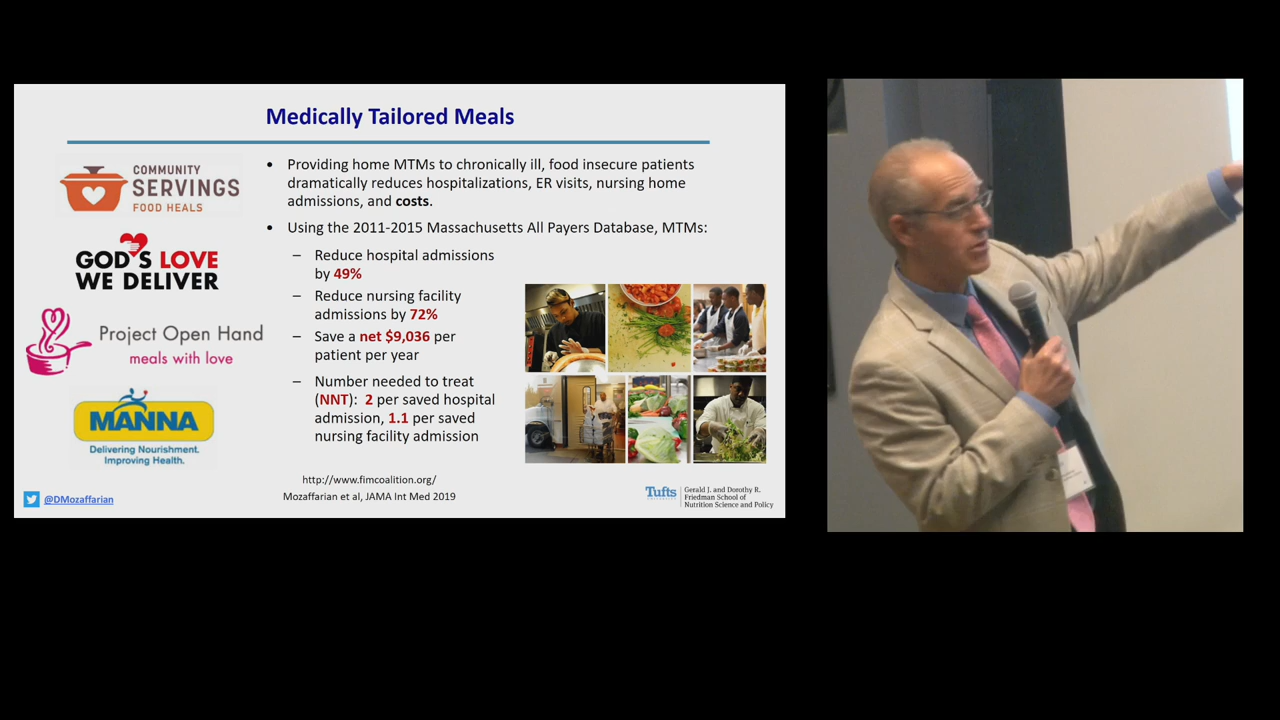 Medically Tailored Meals
COMMUNITY
SERVINGS
FOOD HEALS
GOD'S LOVE
WE DELIVER
Project Open Hand
meals with love
MANNA
Delivering Nourishment.
Improving Health.
• Providing home MTMs to chronically ill, food insecure patients
dramatically reduces hospitalizations, ER visits, nursing home
admissions, and costs.
• Using the 2011-2015 Massachusetts All Payers Database, MTMs:
– Reduce hospital admissions
by 49%
– Reduce nursing facility
admissions by 72%
– Save a net $9,036 per
patient per year
– Number needed to treat
(NNT): 2 per saved hospital
admission, 1.1 per saved
nursing facility admission
http://www.fimcoalition.org/
Mozaffarian et al, JAMA Int Med 2019
@DMozaffarian
Tufts
Gerald J. and Dorothy R.
Friedman School of
Nutrition Science and Policy